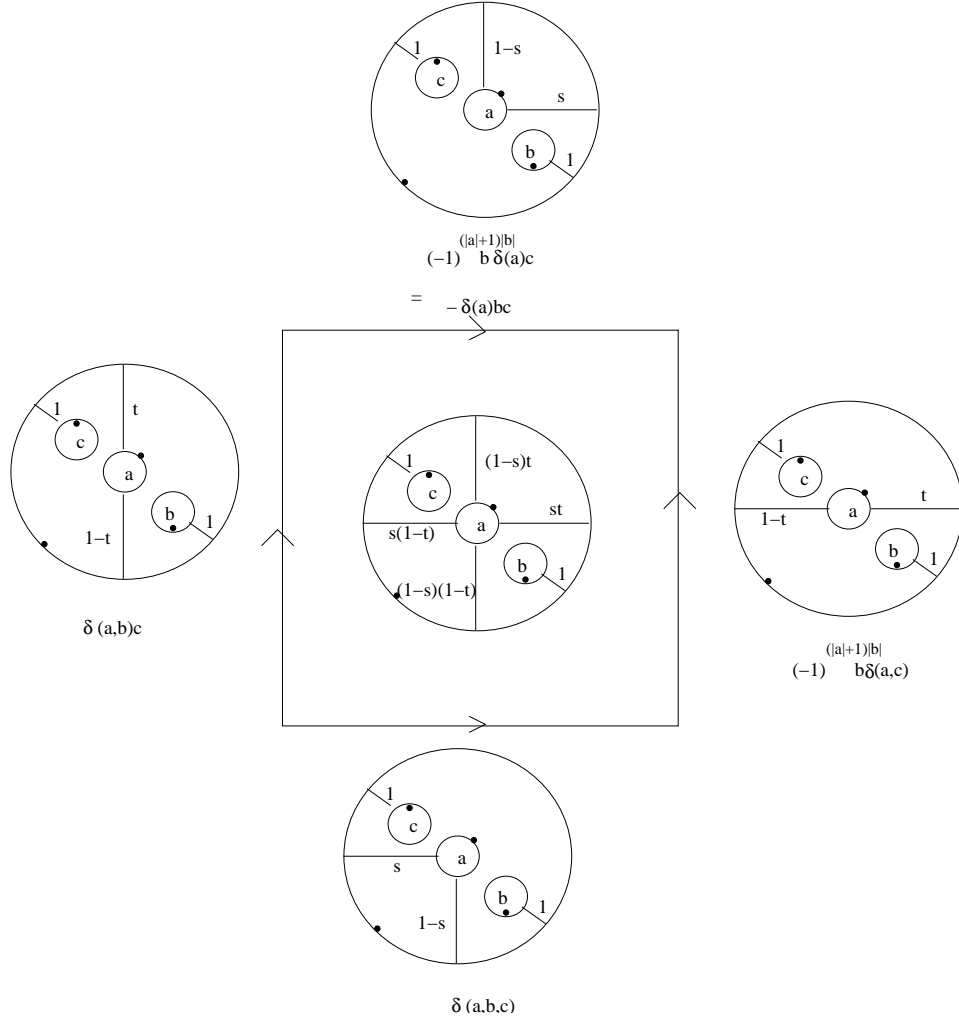 1
1–s
c
a
s
b
1
(|a|+1)|b|
(–1) b δ(a)c
= – δ(a)bc
1
t
c
a
b
1–t
1
δ (a,b)c
1
(1–s)t
c
a
st
s(1–t)
b
1
(1–s)(1–t)
1
c
t
1–t
a
b
1
(|a|+1)|b|
(–1) bδ(a,c)
1
c
a
s
b
1
1–s
δ (a,b,c)